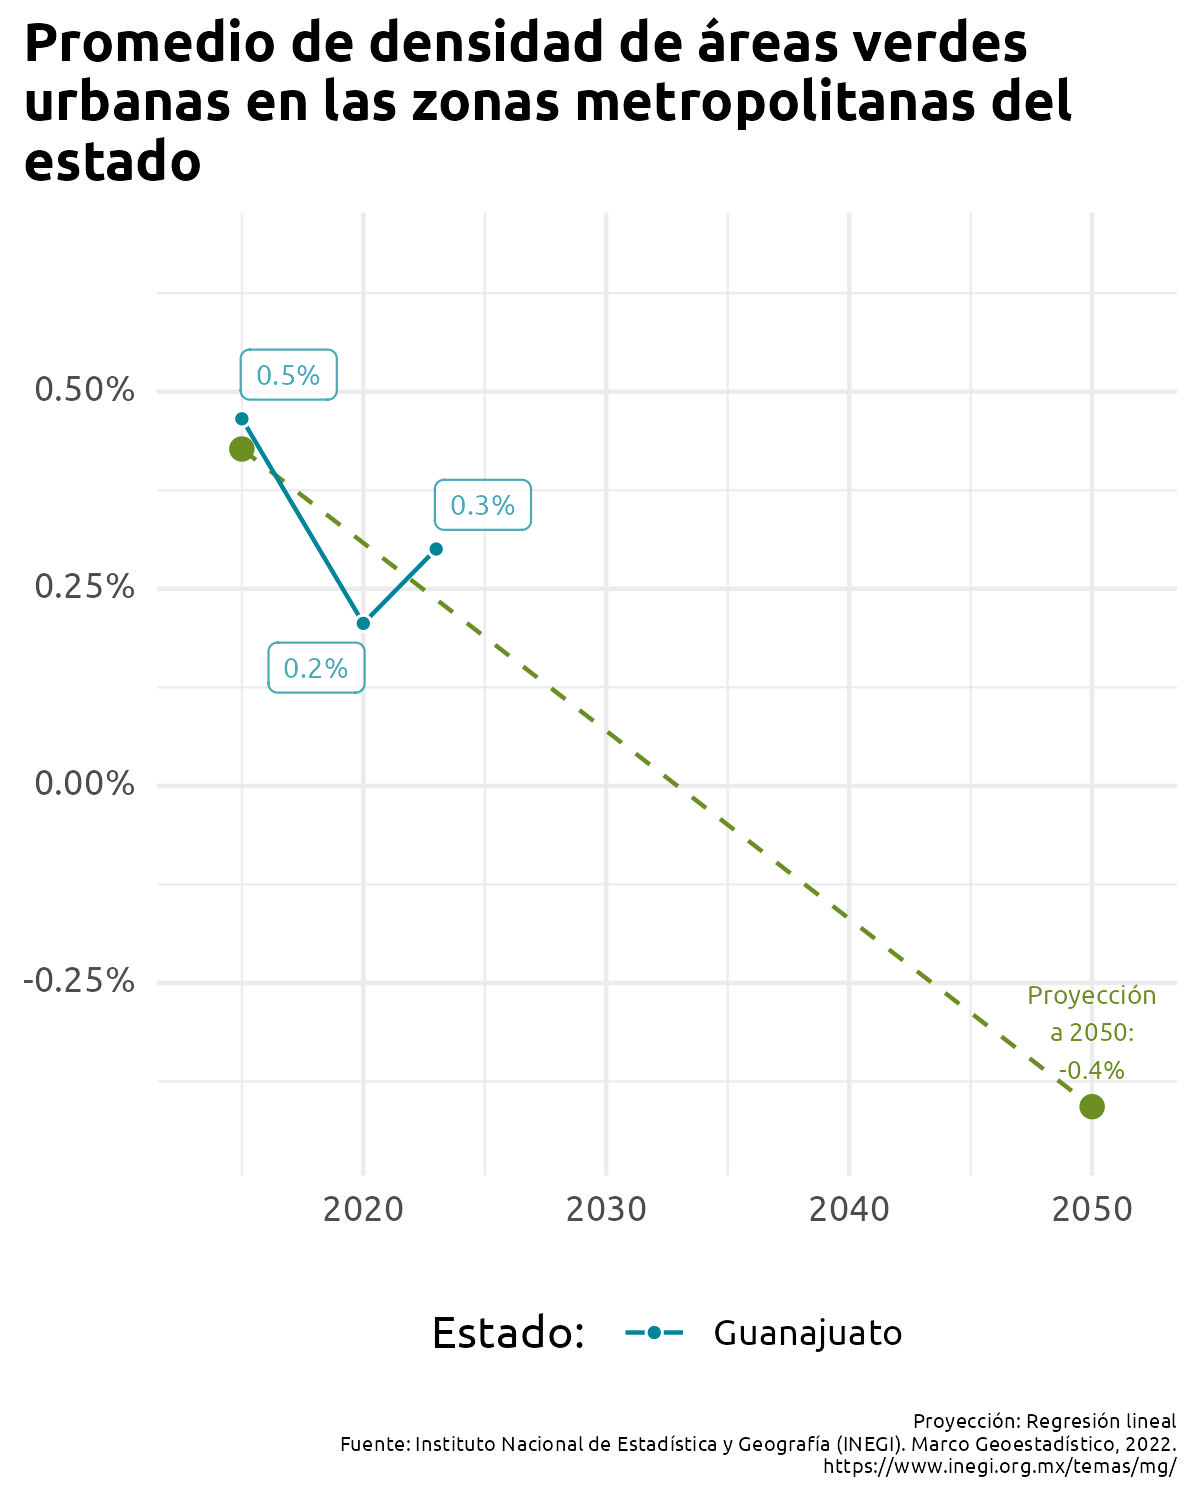 Promedio de densidad de áreas verdes
urbanas en las zonas metropolitanas del
estado
0.50%
0.25%
0.00%
-0.25%
0.5%
0.3%
0.2%
Proyección
a 2050:
-0.4%
2020 2030 2040 2050
Estado: Guanajuato
Proyección: Regresión lineal
Fuente: Instituto Nacional de Estadística y Geografía (INEGI). Marco Geoestadístico, 2022.
https://www.inegi.org.mx/temas/mg/